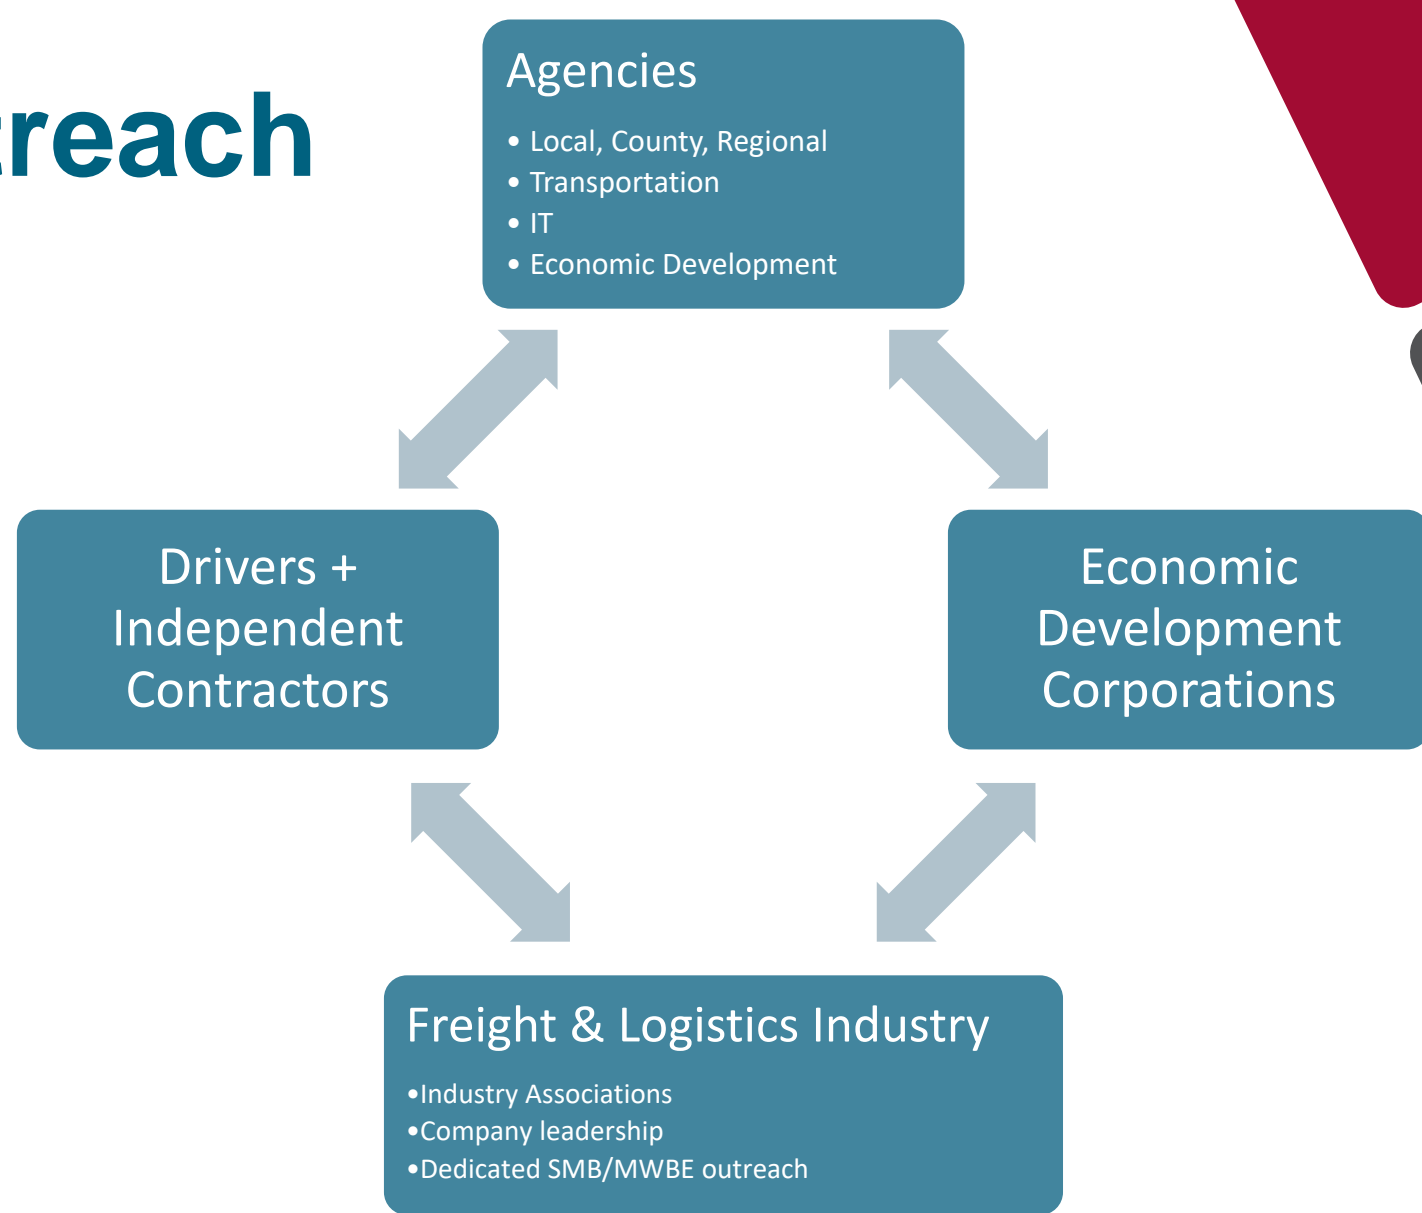 treach
Agencies
• Local, County, Regional
• Transportation
• IT
• Economic Development
Drivers +
Independent
Contractors
Economic
Development
Corporations
Freight & Logistics Industry
•Industry Associations
•Company leadership
•Dedicated SMB/MWBE outreach